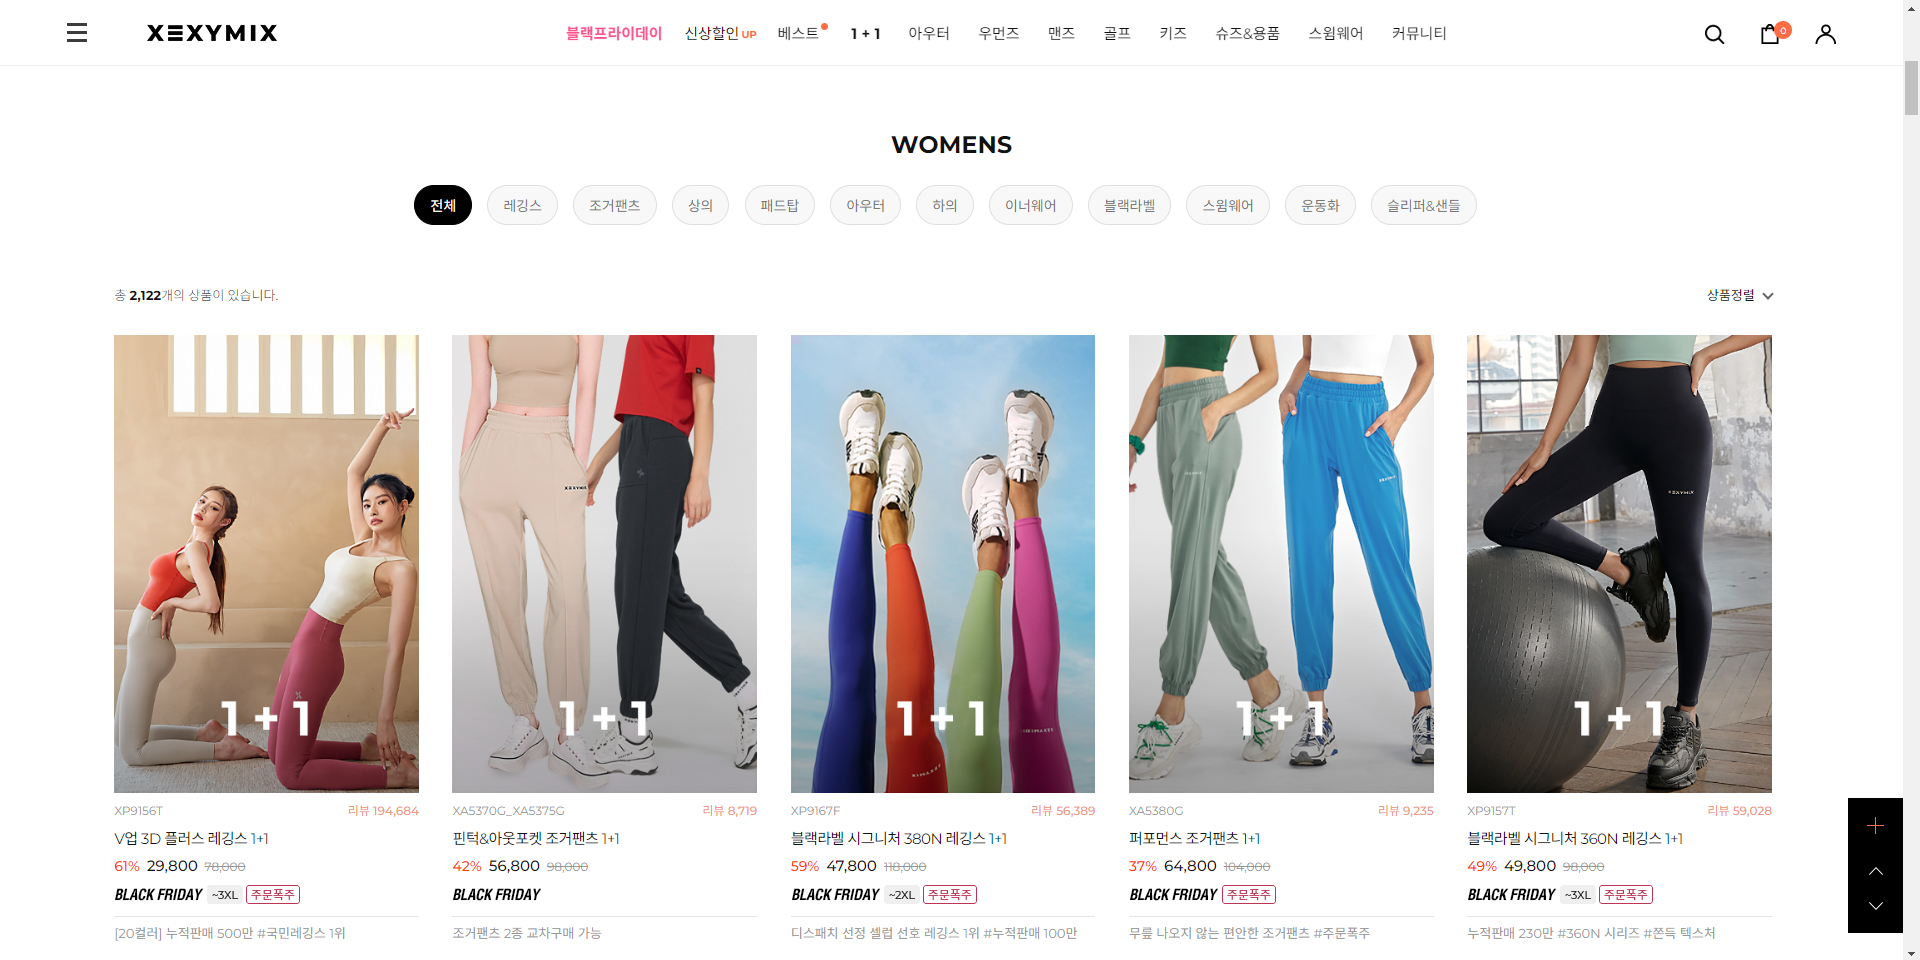 XEXYMIX
블랙프라이데이 신상할인 UP 베스트 1 + 1 아우터 우먼즈 맨즈 골프 키즈 슈즈&용품 스윔웨어 커뮤니티
0
WOMENS
전체 레깅스 조거팬츠 상의 패드탑 아우터 하의 이너웨어 블랙라벨 스윔웨어 운동화 슬리퍼&샌들
총 2,122개의 상품이 있습니다.
상품정렬
1 + 1
XP9156T 리뷰 194,684
V업 3D 플러스 레깅스 1+1
61% 29,800 78,000
BLACK FRIDAY ~3XL 주문폭주
[20컬러] 누적판매 500만 #국민레깅스 1위
XEXYMIX
1 + 1
XA5370G_XA5375G 리뷰 8,719
핀턱&아웃포켓 조거팬츠 1+1
42% 56,800 98,000
BLACK FRIDAY
조거팬츠 2종 교차구매 가능
1 + 1
XP9167F 리뷰 56,389
블랙라벨 시그니처 380N 레깅스 1+1
59% 47,800 118,000
BLACK FRIDAY ~2XL 주문폭주
디스패치 선정 셀럽 선호 레깅스 1위 #누적판매 100만
1 + 1
XA5380G 리뷰 9,235
퍼포먼스 조거팬츠 1+1
37% 64,800 104,000
BLACK FRIDAY 주문폭주
무릎 나오지 않는 편안한 조거팬츠 #주문폭주
XEXYMIX
1 + 1
XP9157T 리뷰 59,028
블랙라벨 시그니처 360N 레깅스 1+1
49% 49,800 98,000
BLACK FRIDAY ~3XL 주문폭주
누적판매 230만 #360N 시리즈 #쫀득 텍스처